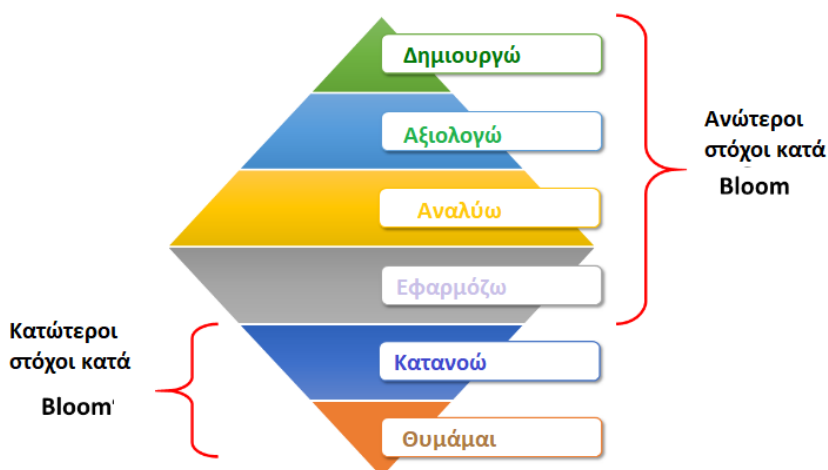 Δημιουργώ
Αξιολογώ
Αναλύω
Εφαρμόζω
Κατανοώ
Θυμάμαι
Ανώτεροι
στόχοι κατά
Bloom
Κατώτεροι
στόχοι κατά
Bloom